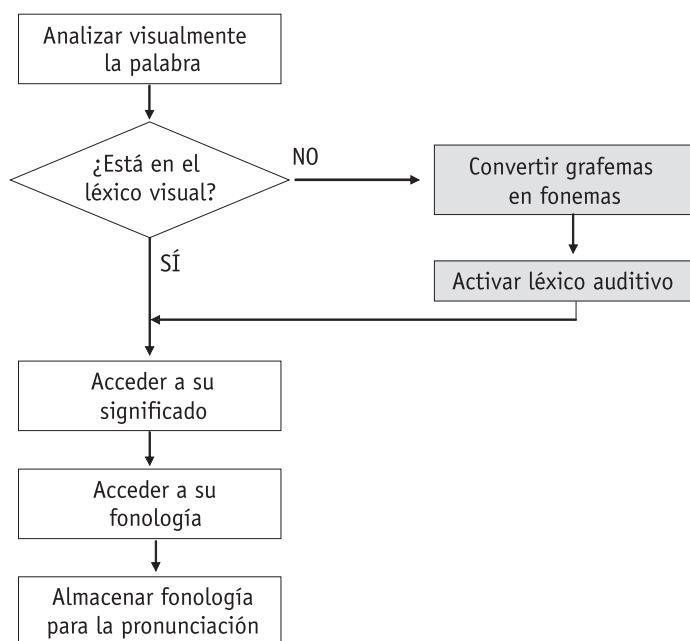 Analizar visualmente
la palabra
¿Está en el
léxico visual?
NO
Convertir grafemas
en fonemas
SÍ
Activar léxico auditivo
Acceder a su
significado
Acceder a su
fonología
Almacenar fonología
para la pronunciación